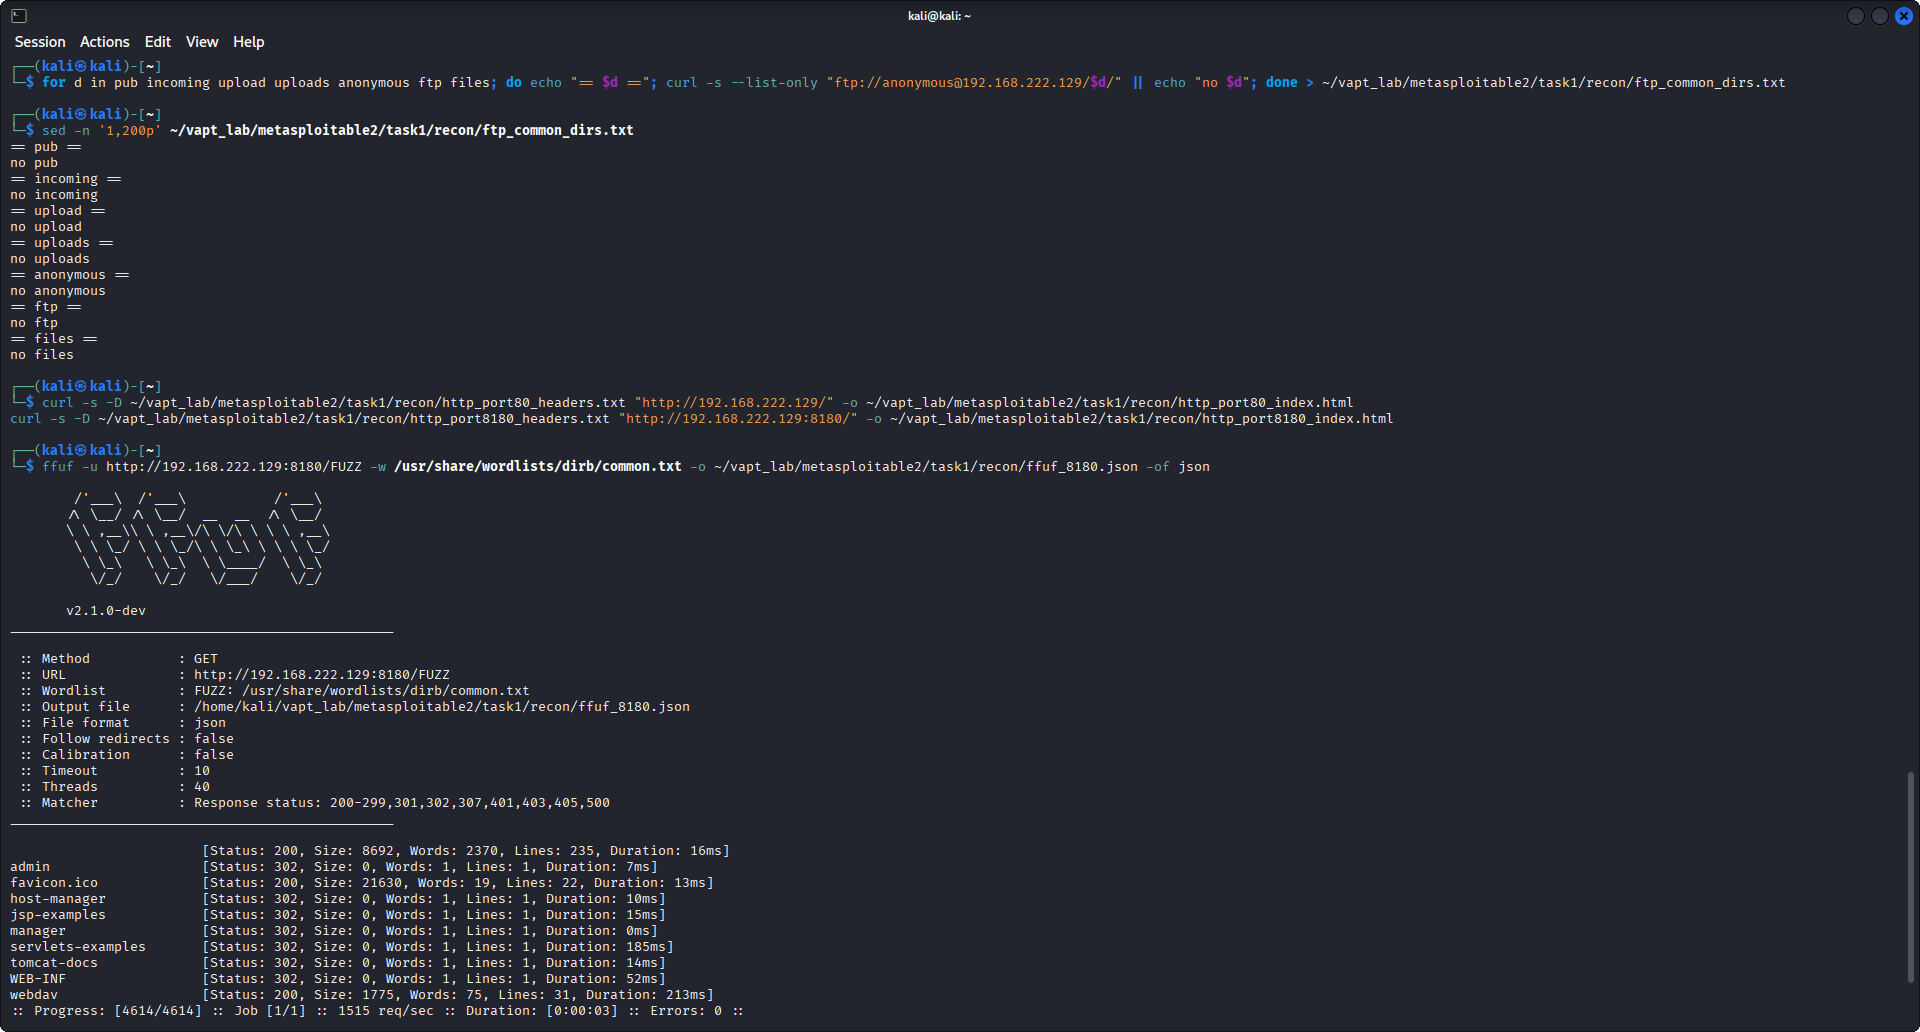 kali@kali: ~
Session Actions Edit View Help
┌──(kali㉿kali)-[~]
└─$ for d in pub incoming upload uploads anonymous ftp files; do echo "== $d =="; curl -s --list-only "ftp://anonymous@192.168.222.129/$d/" || echo "no $d"; done > ~/vapt_lab/metasploitable2/task1/recon/ftp_common_dirs.txt
┌──(kali㉿kali)-[~]
└─$ sed -n '1,200p' ~/vapt_lab/metasploitable2/task1/recon/ftp_common_dirs.txt
== pub ==
no pub
== incoming ==
no incoming
== upload ==
no upload
== uploads ==
no uploads
== anonymous ==
no anonymous
== ftp ==
no ftp
== files ==
no files
┌──(kali㉿kali)-[~]
└─$ curl -s -D ~/vapt_lab/metasploitable2/task1/recon/http_port80_headers.txt "http://192.168.222.129/" -o ~/vapt_lab/metasploitable2/task1/recon/http_port80_index.html
curl -s -D ~/vapt_lab/metasploitable2/task1/recon/http_port8180_headers.txt "http://192.168.222.129:8180/" -o ~/vapt_lab/metasploitable2/task1/recon/http_port8180_index.html
┌──(kali㉿kali)-[~]
└─$ ffuf -u http://192.168.222.129:8180/FUZZ -w /usr/share/wordlists/dirb/common.txt -o ~/vapt_lab/metasploitable2/task1/recon/ffuf_8180.json -of json
        /'___\  /'___\           /'___\
       /\ \__/ /\ \__/  __  __  /\ \__/
       \ \ ,__\\ \ ,__\/\ \/\ \ \ \ ,__\
        \ \ \_/ \ \ \_/\ \ \_\ \ \ \ \_/
         \ \_\   \ \_\  \ \____/  \ \_\
          \/_/    \/_/   \/___/    \/_/
v2.1.0-dev
________________________________________________
:: Method : GET
:: URL : http://192.168.222.129:8180/FUZZ
:: Wordlist : FUZZ: /usr/share/wordlists/dirb/common.txt
:: Output file : /home/kali/vapt_lab/metasploitable2/task1/recon/ffuf_8180.json
:: File format : json
:: Follow redirects : false
:: Calibration : false
:: Timeout : 10
:: Threads : 40
:: Matcher : Response status: 200-299,301,302,307,401,403,405,500
________________________________________________
[Status: 200, Size: 8692, Words: 2370, Lines: 235, Duration: 16ms]
admin [Status: 302, Size: 0, Words: 1, Lines: 1, Duration: 7ms]
favicon.ico [Status: 200, Size: 21630, Words: 19, Lines: 22, Duration: 13ms]
host-manager [Status: 302, Size: 0, Words: 1, Lines: 1, Duration: 10ms]
jsp-examples [Status: 302, Size: 0, Words: 1, Lines: 1, Duration: 15ms]
manager [Status: 302, Size: 0, Words: 1, Lines: 1, Duration: 0ms]
servlets-examples [Status: 302, Size: 0, Words: 1, Lines: 1, Duration: 185ms]
tomcat-docs [Status: 302, Size: 0, Words: 1, Lines: 1, Duration: 14ms]
WEB-INF [Status: 302, Size: 0, Words: 1, Lines: 1, Duration: 52ms]
webdav [Status: 200, Size: 1775, Words: 75, Lines: 31, Duration: 213ms]
:: Progress: [4614/4614] :: Job [1/1] :: 1515 req/sec :: Duration: [0:00:03] :: Errors: 0 ::